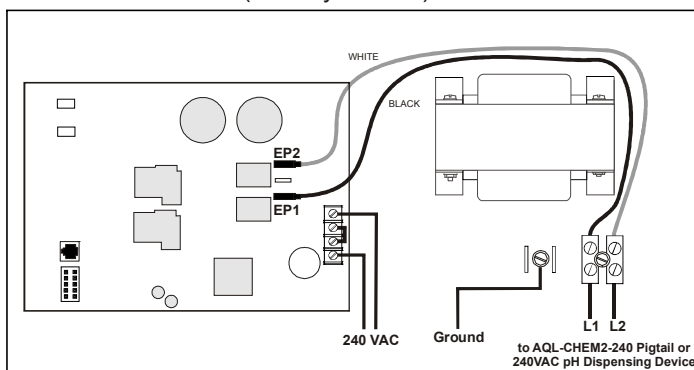 WHITE
BLACK
EP2
EP1
240 VAC
Ground
L1 L2
to AQL-CHEM2-240 Pigtail or
240VAC pH Dispensing Device